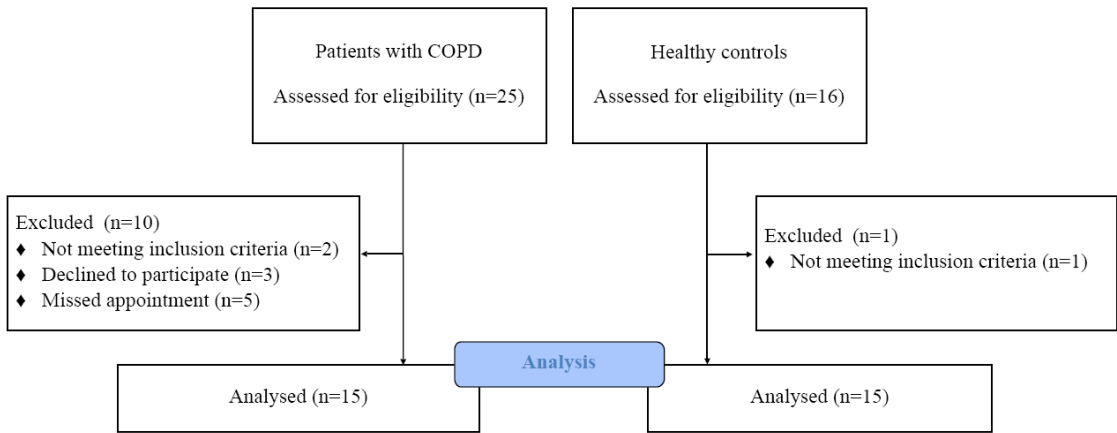 Patients with COPD
Assessed for eligibility (n=25)
Healthy controls
Assessed for eligibility (n=16)
Excluded (n=10)
♦ Not meeting inclusion criteria (n=2)
♦ Declined to participate (n=3)
♦ Missed appointment (n=5)
Excluded (n=1)
♦ Not meeting inclusion criteria (n=1)
Analysis
Analysed (n=15)
Analysed (n=15)